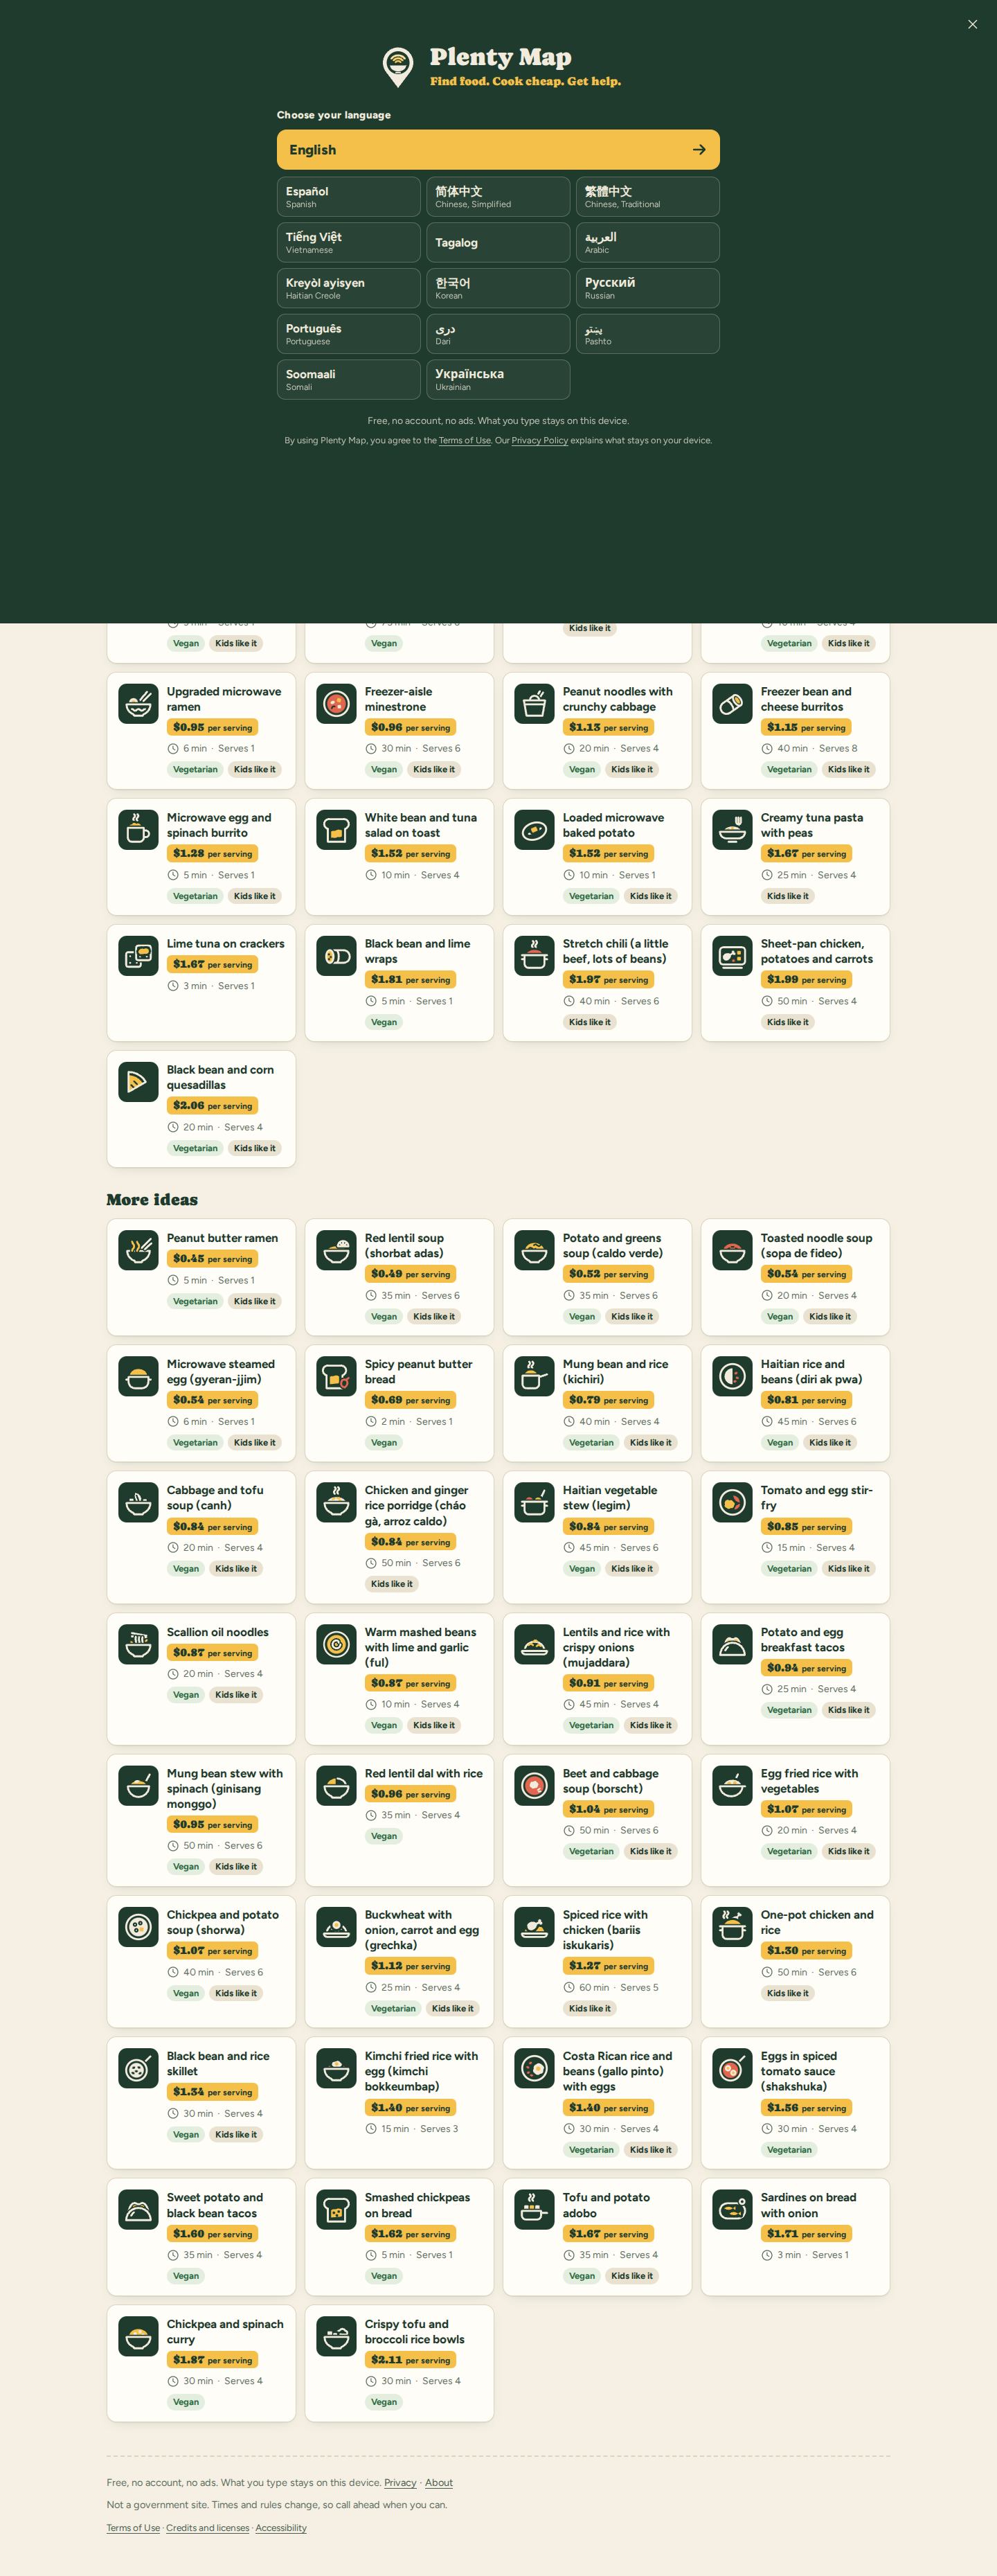 Plenty Map
Find food. Cook cheap. Get help.
Choose your language
English
Español
Spanish
简体中文
Chinese, Simplified
繁體中文
Chinese, Traditional
Tiếng Việt
Vietnamese
Tagalog
العربية
Arabic
Kreyòl ayisyen
Haitian Creole
한국어
Korean
Русский
Russian
Português
Portuguese
دری
Dari
پښتو
Pashto
Soomaali
Somali
Українська
Ukrainian
Free, no account, no ads. What you type stays on this device.
By using Plenty Map, you agree to the Terms of Use. Our Privacy Policy explains what stays on your device.
Vegan Kids like it
Vegan
Kids like it
Vegetarian Kids like it
Upgraded microwave
ramen
$0.95 per serving
6 min · Serves 1
Vegetarian Kids like it
Freezer-aisle
minestrone
$0.96 per serving
30 min · Serves 6
Vegan Kids like it
Peanut noodles with
crunchy cabbage
$1.13 per serving
20 min · Serves 4
Vegan Kids like it
Freezer bean and
cheese burritos
$1.15 per serving
40 min · Serves 8
Vegetarian Kids like it
Microwave egg and
spinach burrito
$1.28 per serving
5 min · Serves 1
Vegetarian Kids like it
White bean and tuna
salad on toast
$1.52 per serving
10 min · Serves 4
Loaded microwave
baked potato
$1.52 per serving
10 min · Serves 1
Vegetarian Kids like it
Creamy tuna pasta
with peas
$1.67 per serving
25 min · Serves 4
Kids like it
Lime tuna on crackers
$1.67 per serving
3 min · Serves 1
Black bean and lime
wraps
$1.81 per serving
5 min · Serves 1
Vegan
Stretch chili (a little
beef, lots of beans)
$1.97 per serving
40 min · Serves 6
Kids like it
Sheet-pan chicken,
potatoes and carrots
$1.99 per serving
50 min · Serves 4
Kids like it
Black bean and corn
quesadillas
$2.06 per serving
20 min · Serves 4
Vegetarian Kids like it
More ideas
Peanut butter ramen
$0.45 per serving
5 min · Serves 1
Vegetarian Kids like it
Red lentil soup
(shorbat adas)
$0.49 per serving
35 min · Serves 6
Vegan Kids like it
Potato and greens
soup (caldo verde)
$0.52 per serving
35 min · Serves 6
Vegan Kids like it
Toasted noodle soup
(sopa de fideo)
$0.54 per serving
20 min · Serves 4
Vegan Kids like it
Microwave steamed
egg (gyeran-jjim)
$0.54 per serving
6 min · Serves 1
Vegetarian Kids like it
Spicy peanut butter
bread
$0.69 per serving
2 min · Serves 1
Vegan
Mung bean and rice
(kichiri)
$0.79 per serving
40 min · Serves 4
Vegetarian Kids like it
Haitian rice and
beans (diri ak pwa)
$0.81 per serving
45 min · Serves 6
Vegan Kids like it
Cabbage and tofu
soup (canh)
$0.84 per serving
20 min · Serves 4
Vegan Kids like it
Chicken and ginger
rice porridge (cháo
gà, arroz caldo)
$0.84 per serving
50 min · Serves 6
Kids like it
Haitian vegetable
stew (legim)
$0.84 per serving
45 min · Serves 6
Vegan Kids like it
Tomato and egg stir-
fry
$0.85 per serving
15 min · Serves 4
Vegetarian Kids like it
Scallion oil noodles
$0.87 per serving
20 min · Serves 4
Vegan Kids like it
Warm mashed beans
with lime and garlic
(ful)
$0.87 per serving
10 min · Serves 4
Vegan Kids like it
Lentils and rice with
crispy onions
(mujaddara)
$0.91 per serving
45 min · Serves 4
Vegetarian Kids like it
Potato and egg
breakfast tacos
$0.94 per serving
25 min · Serves 4
Vegetarian Kids like it
Mung bean stew with
spinach (ginisang
monggo)
$0.95 per serving
50 min · Serves 6
Vegan Kids like it
Red lentil dal with rice
$0.96 per serving
35 min · Serves 4
Vegan
Beet and cabbage
soup (borscht)
$1.04 per serving
50 min · Serves 6
Vegetarian Kids like it
Egg fried rice with
vegetables
$1.07 per serving
20 min · Serves 4
Vegetarian Kids like it
Chickpea and potato
soup (shorwa)
$1.07 per serving
40 min · Serves 6
Vegan Kids like it
Buckwheat with
onion, carrot and egg
(grechka)
$1.12 per serving
25 min · Serves 4
Vegetarian Kids like it
Spiced rice with
chicken (bariis
iskukaris)
$1.27 per serving
60 min · Serves 5
Kids like it
One-pot chicken and
rice
$1.30 per serving
50 min · Serves 6
Kids like it
Black bean and rice
skillet
$1.34 per serving
30 min · Serves 4
Vegan Kids like it
Kimchi fried rice with
egg (kimchi
bokkeumbap)
$1.40 per serving
15 min · Serves 3
Costa Rican rice and
beans (gallo pinto)
with eggs
$1.40 per serving
30 min · Serves 4
Vegetarian Kids like it
Eggs in spiced
tomato sauce
(shakshuka)
$1.56 per serving
30 min · Serves 4
Vegetarian
Sweet potato and
black bean tacos
$1.60 per serving
35 min · Serves 4
Vegan
Smashed chickpeas
on bread
$1.62 per serving
5 min · Serves 1
Vegan
Tofu and potato
adobo
$1.67 per serving
35 min · Serves 4
Vegan Kids like it
Sardines on bread
with onion
$1.71 per serving
3 min · Serves 1
Chickpea and spinach
curry
$1.87 per serving
30 min · Serves 4
Vegan
Crispy tofu and
broccoli rice bowls
$2.11 per serving
30 min · Serves 4
Vegan
Free, no account, no ads. What you type stays on this device. Privacy · About
Not a government site. Times and rules change, so call ahead when you can.
Terms of Use · Credits and licenses · Accessibility